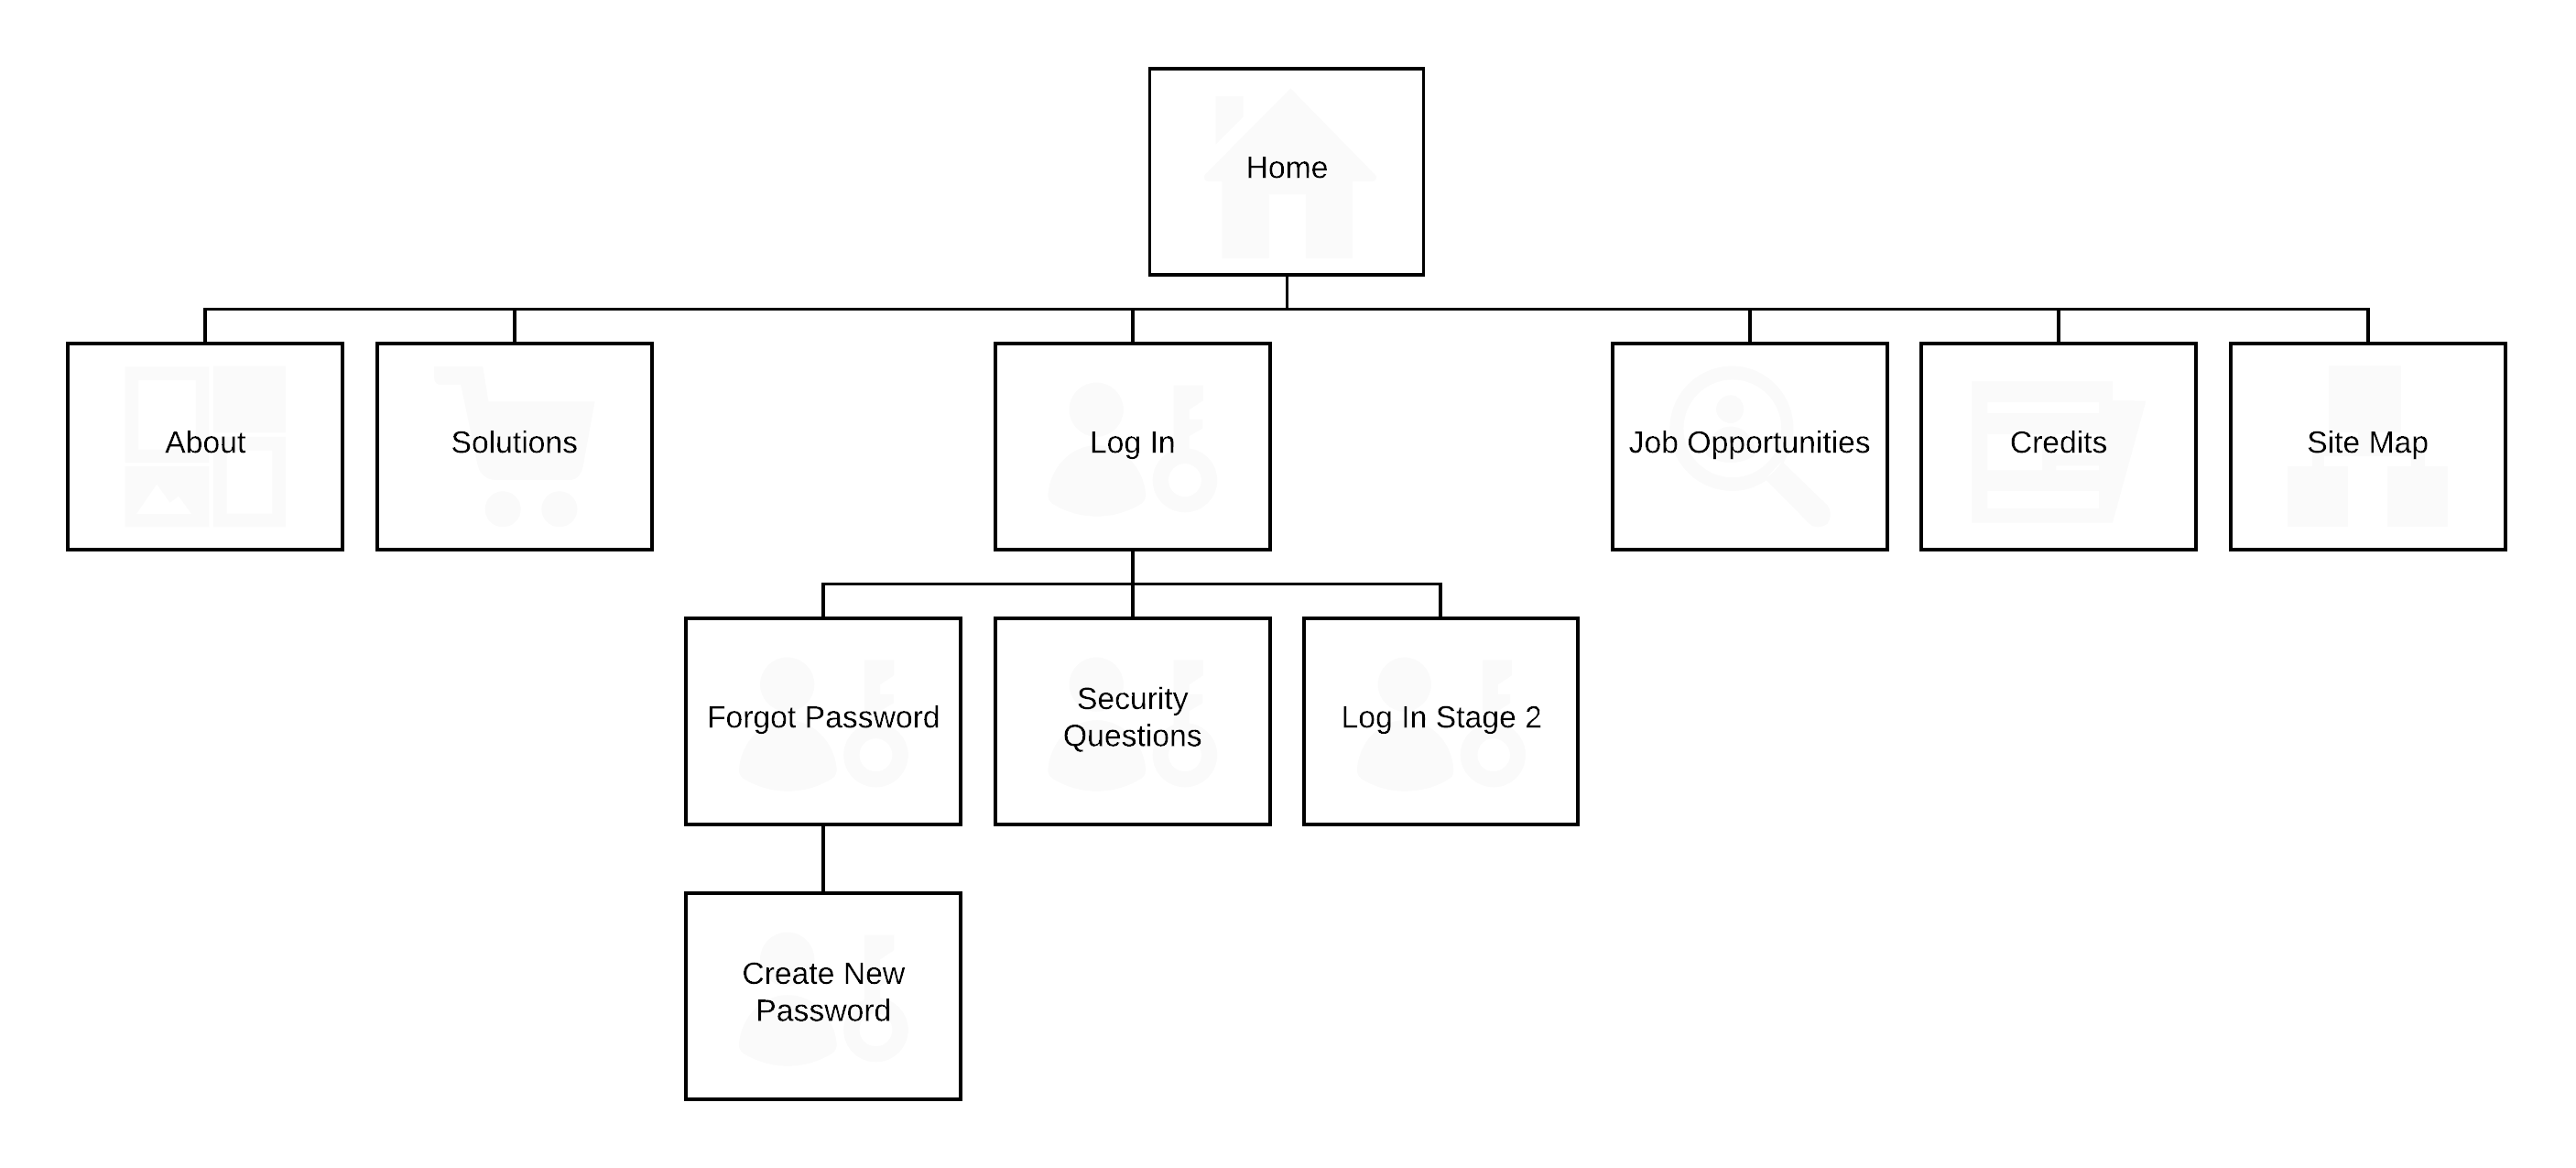 Home
About
Solutions
Log In
Job Opportunities
Credits
Site Map
Forgot Password
Security
Questions
Log In Stage 2
Create New
Password